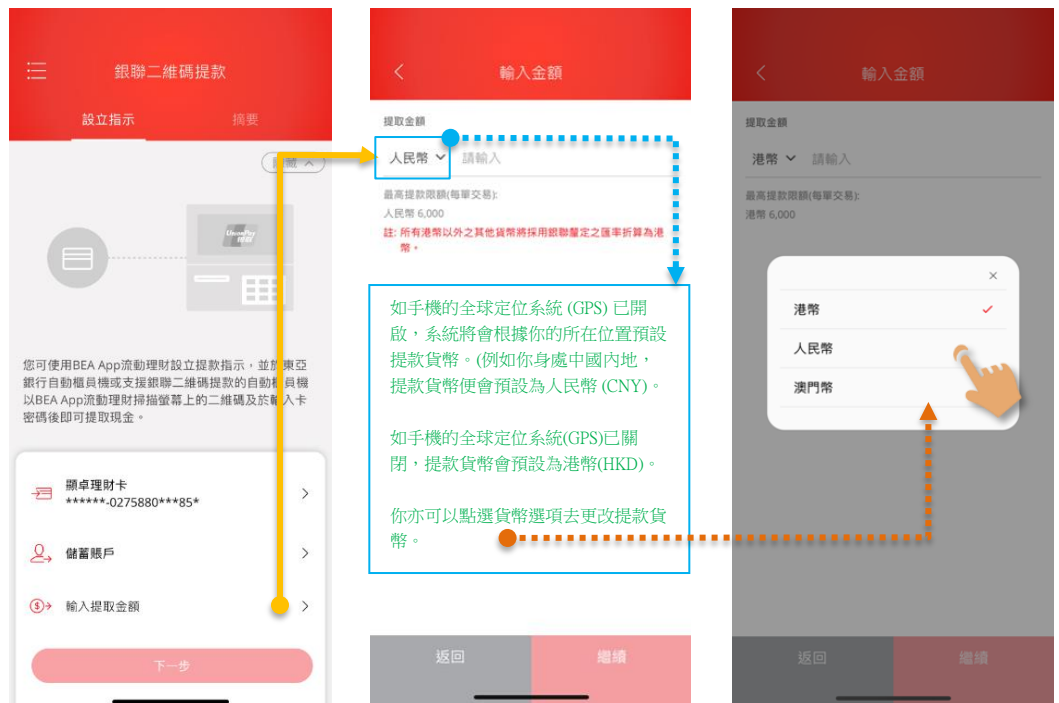 銀聯二維碼提款
設立指示
摘要
UnionPay
銀聯
您可使用BEA App流動理財設立提款指示，並於東亞
銀行自動櫃員機或支援銀聯二維碼提款的自動櫃員機
以BEA App流動理財掃描螢幕上的二維碼及於輸入卡
密碼後即可提取現金。
顯卓理財卡
******-0275880***85*
儲蓄賬戶
輸入提取金額
下一步
輸入金額
提取金額
人民幣
請輸入
最高提款限額(每單交易):
人民幣 6,000
註: 所有港幣以外之其他貨幣將採用銀聯釐定之匯率折算為港
幣。
如手機的全球定位系統 (GPS) 已開
啟，系統將會根據你的所在位置預設
提款貨幣。(例如你身處中國內地，
提款貨幣便會預設為人民幣 (CNY)。
如手機的全球定位系統(GPS)已關
閉，提款貨幣會預設為港幣(HKD)。
你亦可以點選貨幣選項去更改提款貨
幣。
返回
繼續
輸入金額
提取金額
港幣
請輸入
最高提款限額(每單交易):
港幣 6,000
港幣
人民幣
澳門幣
返回
繼續